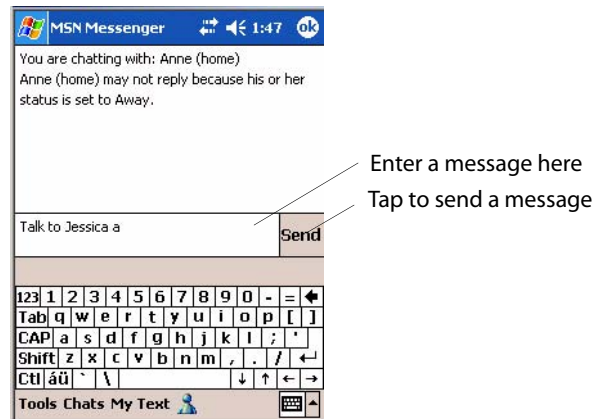 MSN Messenger 1:47 ok
You are chatting with: Anne (home)
Anne (home) may not reply because his or her
status is set to Away.
Enter a message here
Tap to send a message
Talk to Jessica a
Send
123 1 2 3 4 5 6 7 8 9 0 - =
Tab q w e r t y u i o p [ ]
CAP a s d f g h j k l ; '
Shift z x c v b n m , . /
Ctl áü ` \
Tools Chats My Text